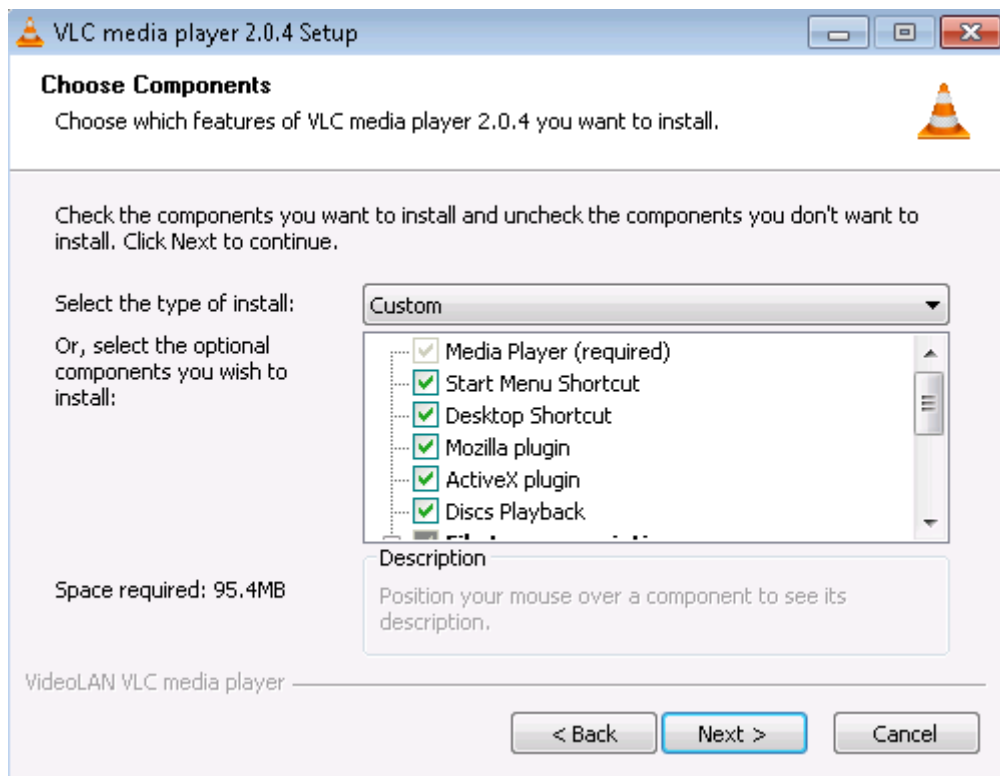 VLC media player 2.0.4 Setup
Choose Components
Choose which features of VLC media player 2.0.4 you want to install.
Check the components you want to install and uncheck the components you don't want to
install. Click Next to continue.
Select the type of install:
Custom
Or, select the optional
components you wish to
install:
Media Player (required)
Start Menu Shortcut
Desktop Shortcut
Mozilla plugin
ActiveX plugin
Discs Playback
Space required: 95.4MB
Description
Position your mouse over a component to see its
description.
VideoLAN VLC media player
< Back
Next >
Cancel